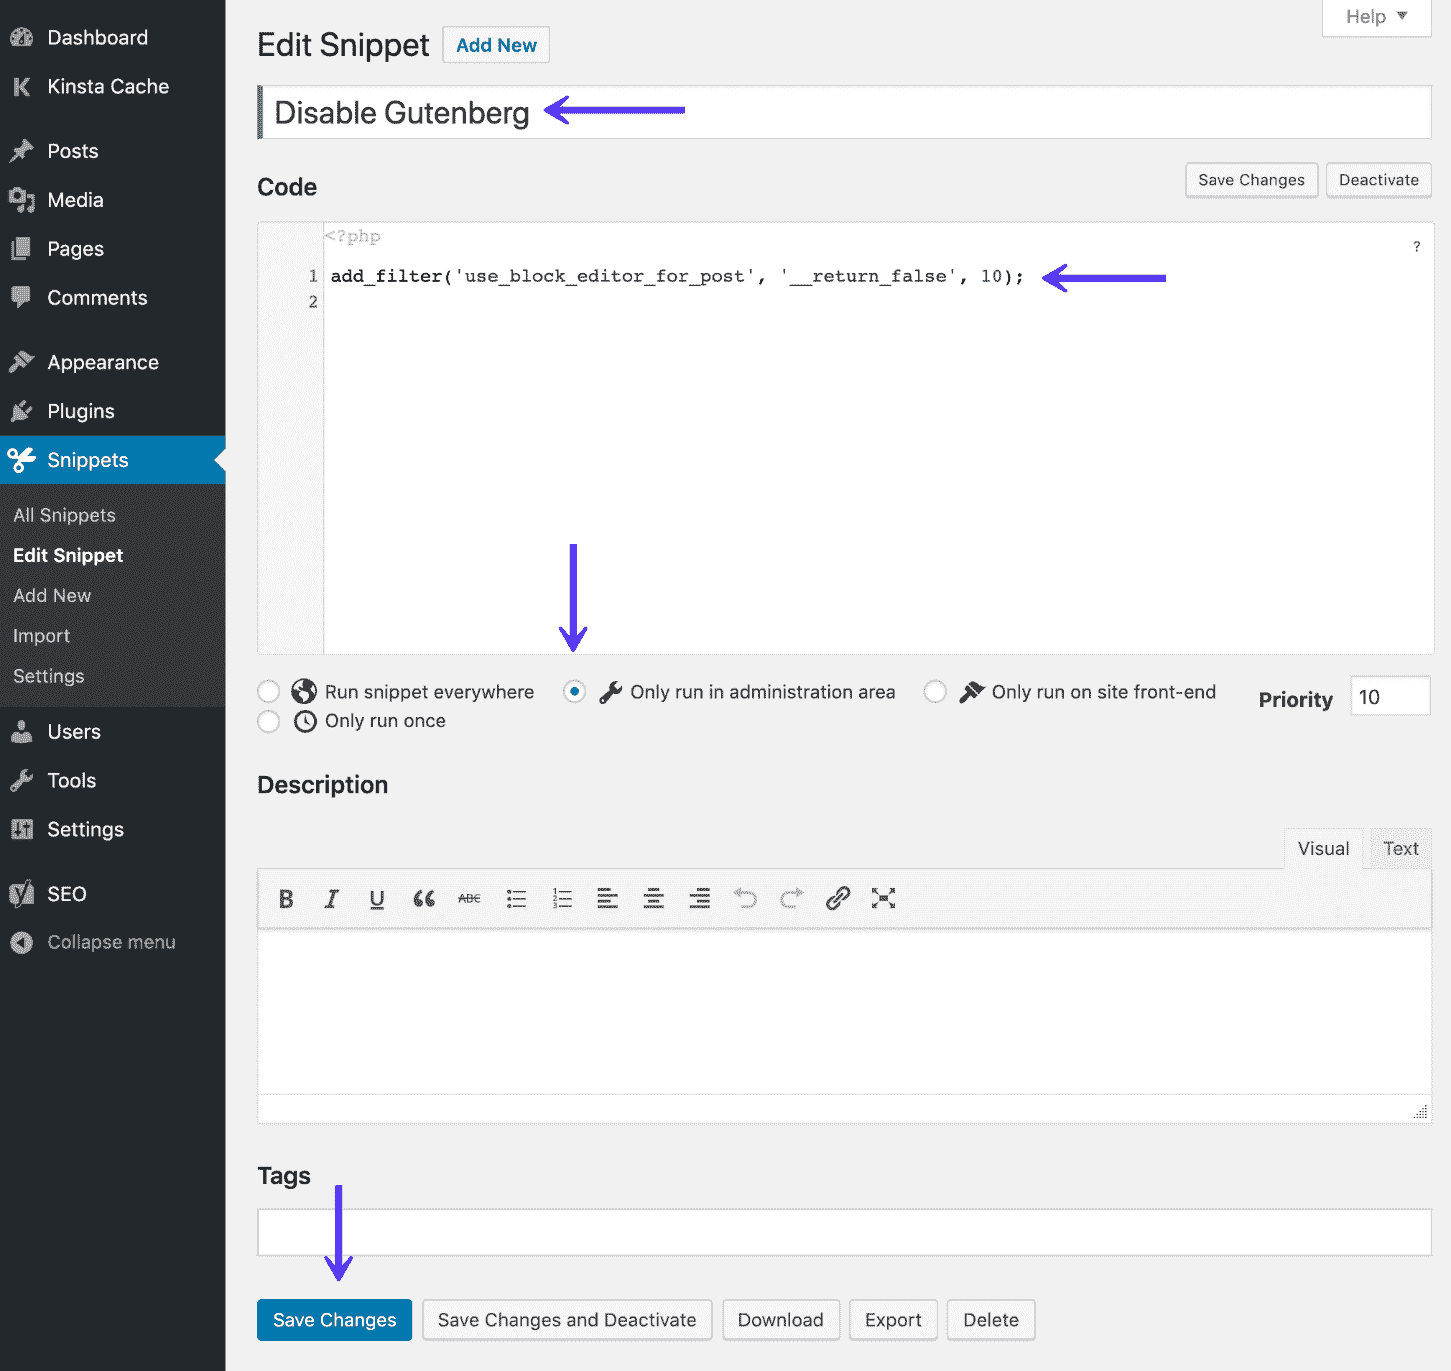 Dashboard
Kinsta Cache
Posts
Media
Pages
Comments
Appearance
Plugins
Snippets
All Snippets
Edit Snippet
Add New
Import
Settings
Users
Tools
Settings
SEO
Collapse menu
Help
Edit Snippet Add New
Disable Gutenberg
Code
Save Changes Deactivate
<?php
?
1 add_filter('use_block_editor_for_post', '__return_false', 10);
2
Run snippet everywhere Only run in administration area Only run on site front-end
Only run once
Priority 10
Description
Visual Text
B I U ABC
Tags
Save Changes Save Changes and Deactivate Download Export Delete